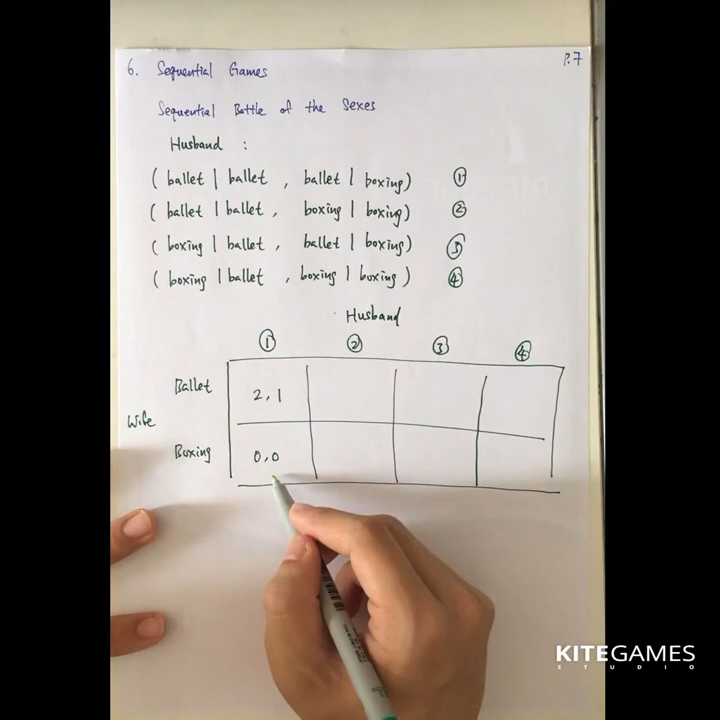 6. Sequential Games P.7
Sequential Battle of the Sexes
Husband :
( ballet | ballet , ballet | boxing) ①
( ballet | ballet , boxing | boxing) ②
( boxing | ballet , ballet | boxing) ③
( boxing | ballet , boxing | boxing ) ④
Husband
① ② ③ ④
Ballet 2,1
Wife
Boxing 0,0
KITEGAMES
STUDIO